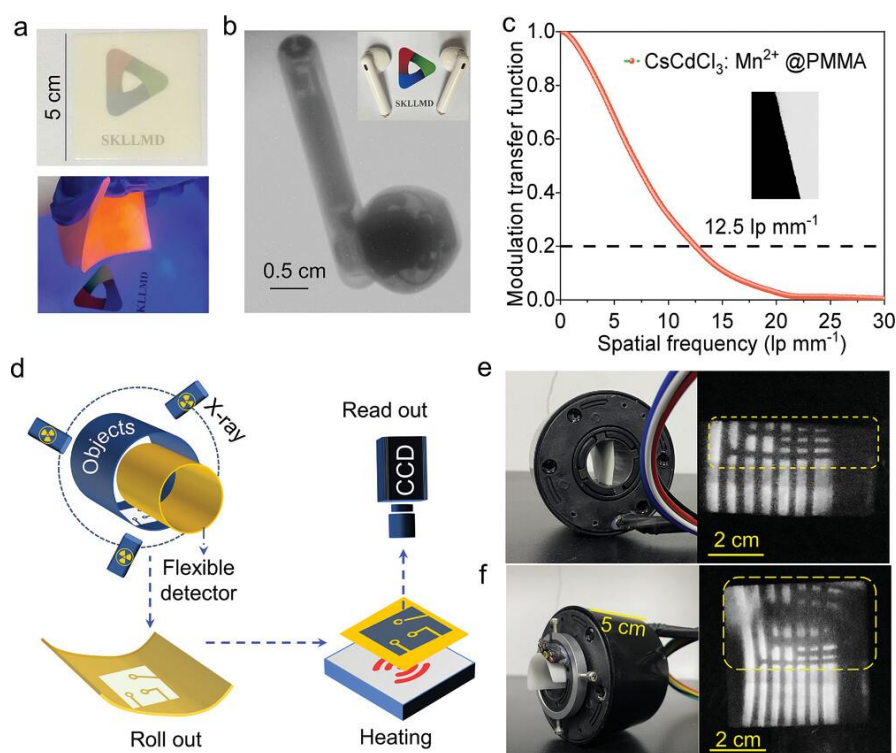 a
5 cm
SKLLMD
b
SKLLMD
0.5 cm
c
CsCdCl₃: Mn²⁺ @PMMA
12.5 lp mm⁻¹
Modulation transfer function
1.0
0.8
0.6
0.4
0.2
0.0
0 5 10 15 20 25 30
Spatial frequency (lp mm⁻¹)
d
X-ray
Objects
Flexible
detector
Roll out
Read out
CCD
Heating
e
2 cm
f
5 cm
2 cm